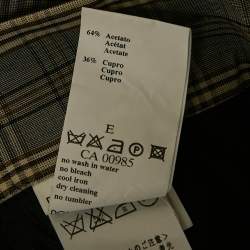 64% Acetato
Acétat
Acetate
36% Cupro
Cupro
Cupro
E
CA 00985
no wash in water
no bleach
cool iron
dry cleaning
no tumbler